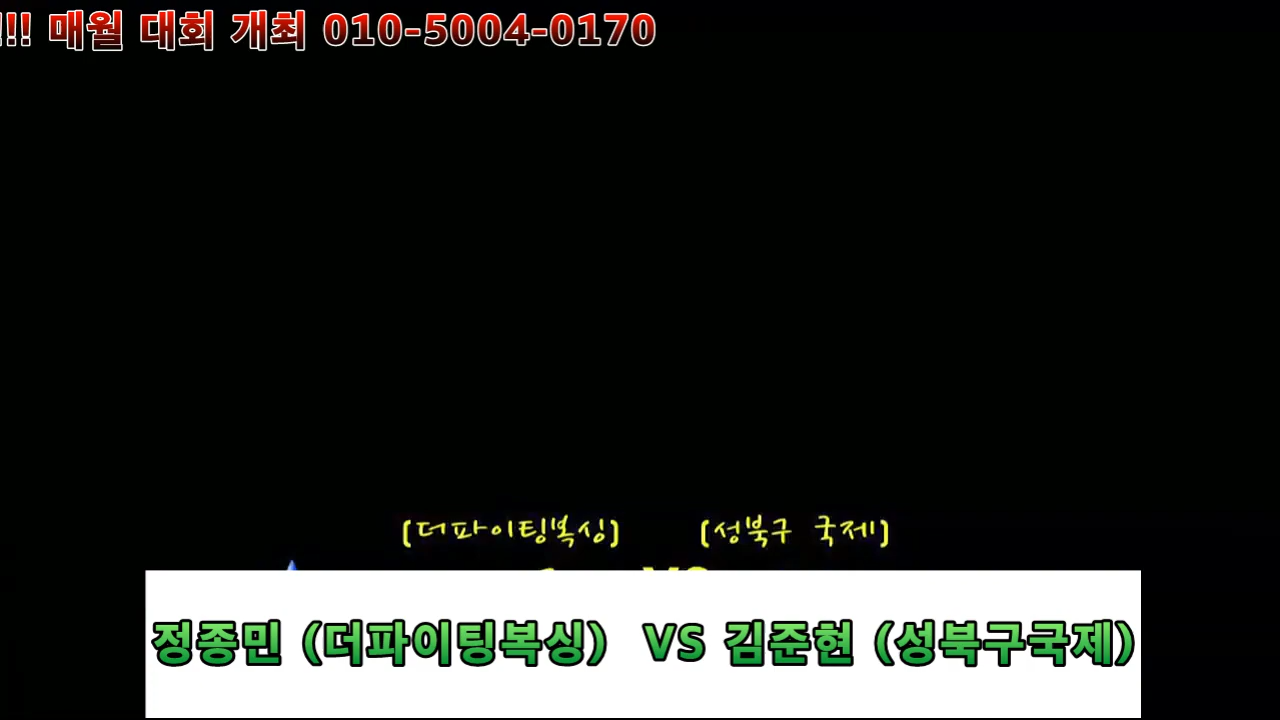 !!! 매월 대회 개최 010-5004-0170
[더파이팅복싱] [성북구 국제]
VS
정종민 (더파이팅복싱) VS 김준현 (성북구국제)